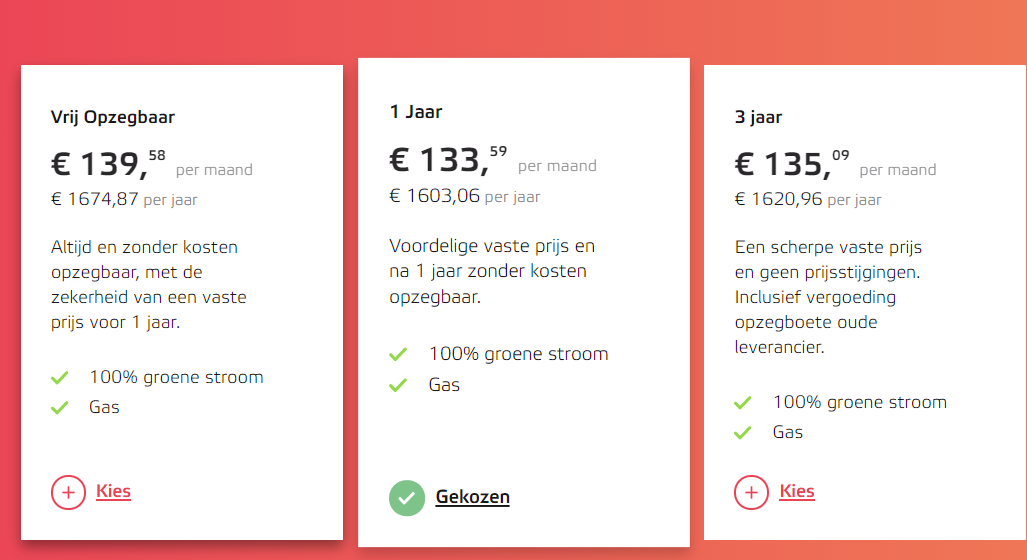 Vrij Opzegbaar
€ 139,58 per maand
€ 1674,87 per jaar
Altijd en zonder kosten
opzegbaar, met de
zekerheid van een vaste
prijs voor 1 jaar.
100% groene stroom
Gas
Kies
1 Jaar
€ 133,59 per maand
€ 1603,06 per jaar
Voordelige vaste prijs en
na 1 jaar zonder kosten
opzegbaar.
100% groene stroom
Gas
Gekozen
3 jaar
€ 135,09 per maand
€ 1620,96 per jaar
Een scherpe vaste prijs
en geen prijsstijgingen.
Inclusief vergoeding
opzegboete oude
leverancier.
100% groene stroom
Gas
Kies